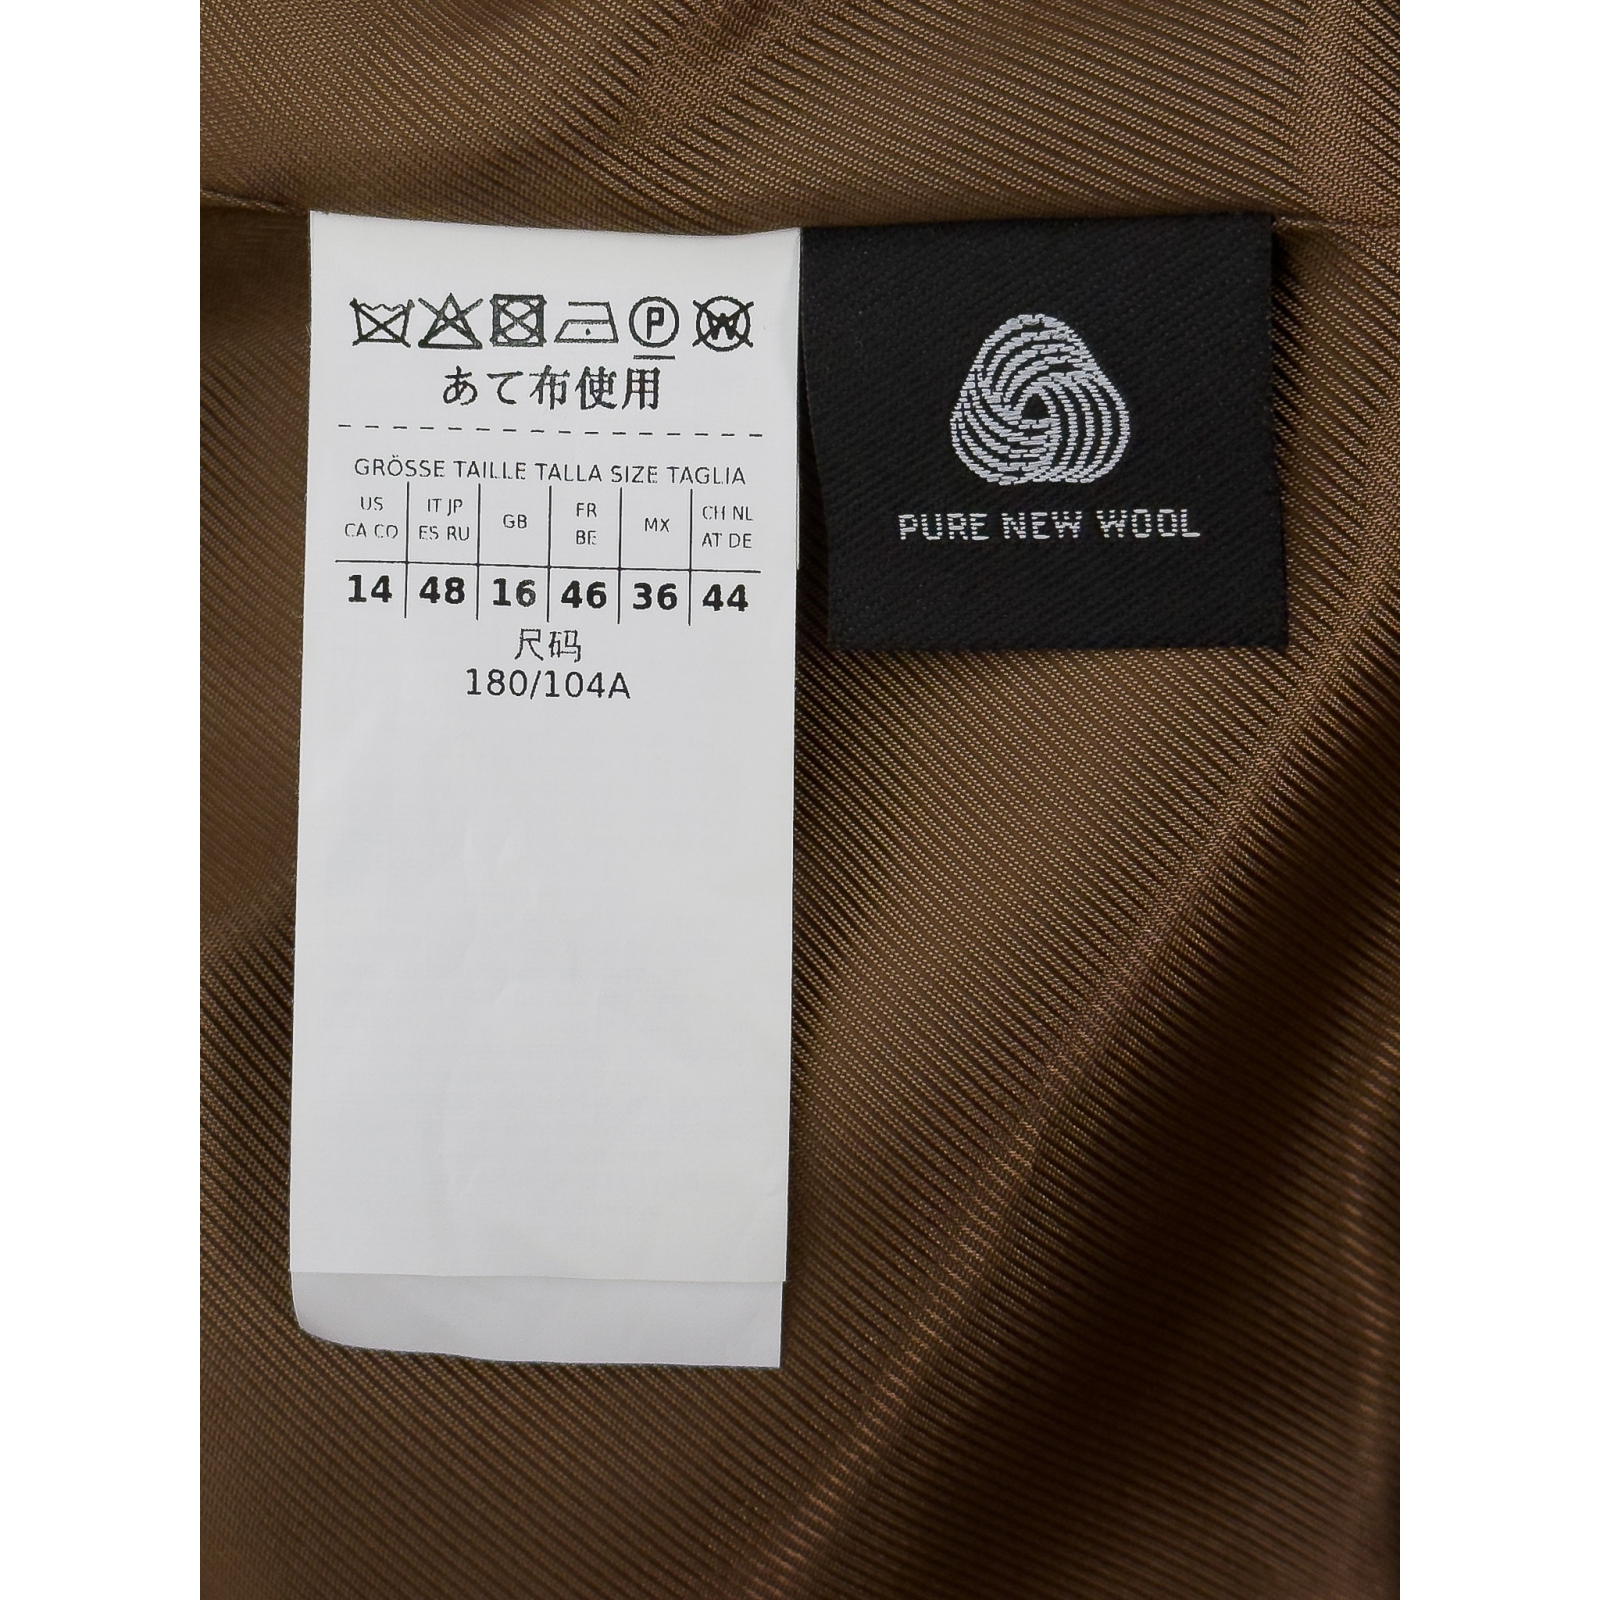 P W
あて布使用
GRÖSSE TAILLE TALLA SIZE TAGLIA
US IT JP GB FR MX CH NL
CA CO ES RU BE AT DE
14 48 16 46 36 44
尺码
180/104A
PURE NEW WOOL